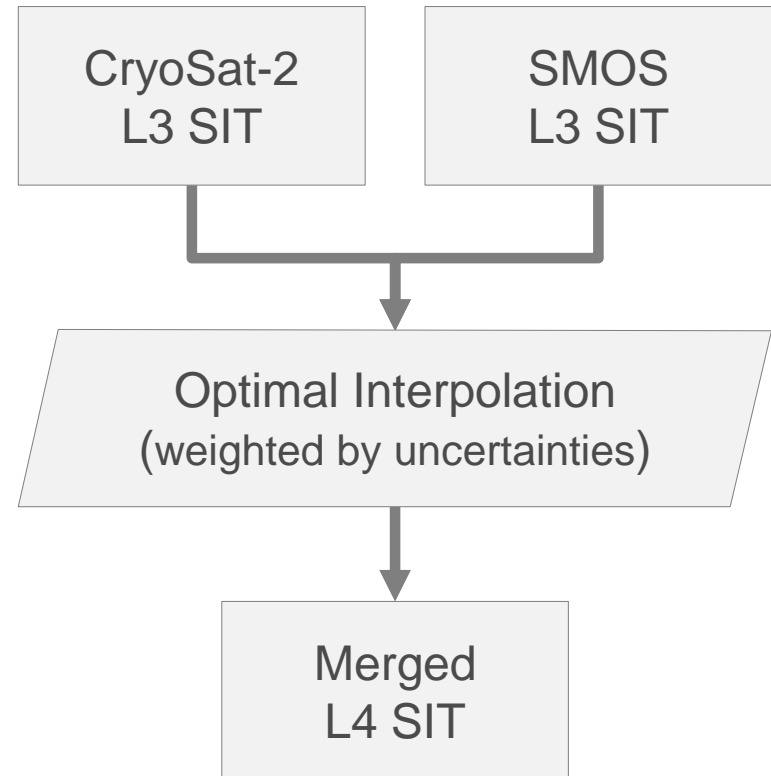 CryoSat-2
L3 SIT
SMOS
L3 SIT
Optimal Interpolation
(weighted by uncertainties)
Merged
L4 SIT